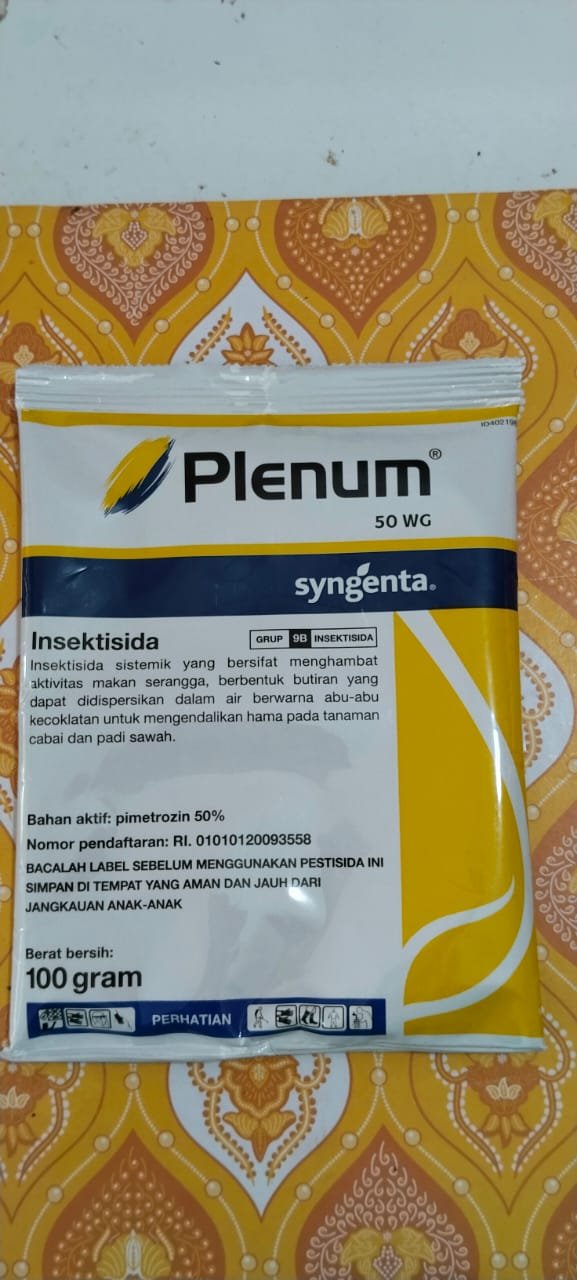 ID402198
Plenum®
50 WG
syngenta®
Insektisida
GRUP 9B INSEKTISIDA
Insektisida sistemik yang bersifat menghambat
aktivitas makan serangga, berbentuk butiran yang
dapat didispersikan dalam air berwarna abu-abu
kecoklatan untuk mengendalikan hama pada tanaman
cabai dan padi sawah.
Bahan aktif: pimetrozin 50%
Nomor pendaftaran: RI. 01010120093558
BACALAH LABEL SEBELUM MENGGUNAKAN PESTISIDA INI
SIMPAN DI TEMPAT YANG AMAN DAN JAUH DARI
JANGKAUAN ANAK-ANAK
Berat bersih:
100 gram
PERHATIAN